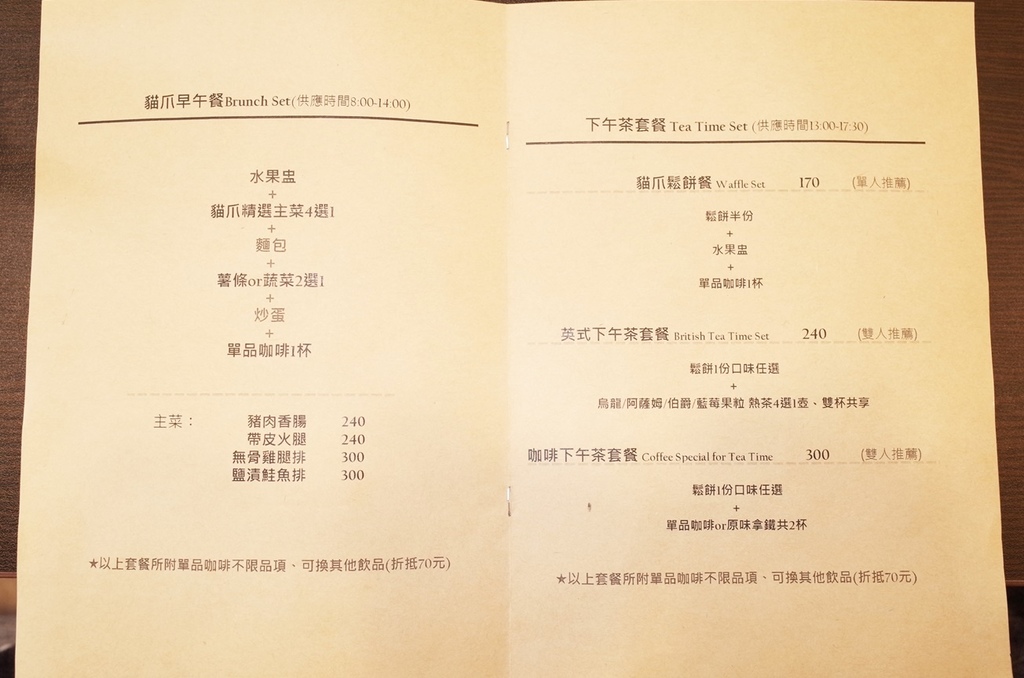 貓爪早午餐Brunch Set(供應時間8:00-14:00)
水果盅
+
貓爪精選主菜4選1
+
麵包
+
薯條or蔬菜2選1
+
炒蛋
+
單品咖啡1杯
主菜： 豬肉香腸 240
帶皮火腿 240
無骨雞腿排 300
鹽漬鮭魚排 300
★以上套餐所附單品咖啡不限品項、可換其他飲品(折抵70元)
下午茶套餐 Tea Time Set (供應時間13:00-17:30)
貓爪鬆餅餐 Waffle Set 170 (單人推薦)
鬆餅半份
+
水果盅
+
單品咖啡1杯
英式下午茶套餐 British Tea Time Set 240 (雙人推薦)
鬆餅1份口味任選
+
烏龍/阿薩姆/伯爵/藍莓果粒 熱茶4選1壺、雙杯共享
咖啡下午茶套餐 Coffee Special for Tea Time 300 (雙人推薦)
鬆餅1份口味任選
+
單品咖啡or原味拿鐵共2杯
★以上套餐所附單品咖啡不限品項、可換其他飲品(折抵70元)